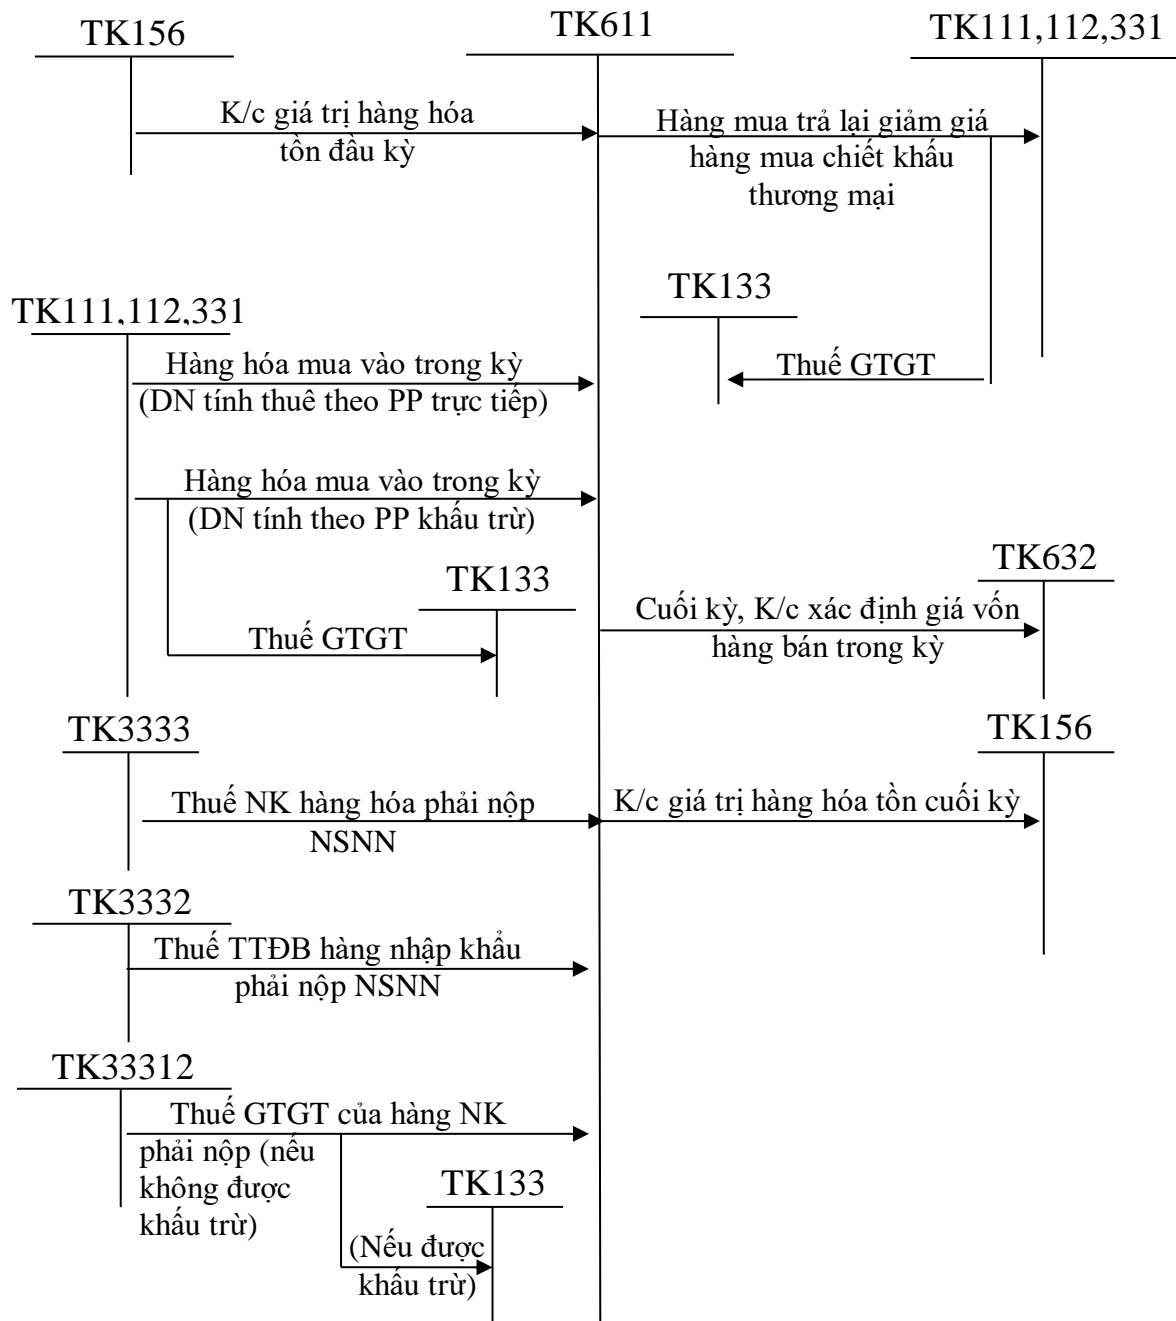 TK156
TK611
TK111,112,331
K/c giá trị hàng hóa
tồn đầu kỳ
Hàng mua trả lại giảm giá
hàng mua chiết khấu
thương mại
TK133
Thuế GTGT
TK111,112,331
Hàng hóa mua vào trong kỳ
(DN tính thuê theo PP trực tiếp)
Hàng hóa mua vào trong kỳ
(DN tính theo PP khấu trừ)
TK133
Thuế GTGT
TK632
Cuối kỳ, K/c xác định giá vốn
hàng bán trong kỳ
TK3333
Thuế NK hàng hóa phải nộp
NSNN
TK156
K/c giá trị hàng hóa tồn cuối kỳ
TK3332
Thuế TTĐB hàng nhập khẩu
phải nộp NSNN
TK33312
Thuế GTGT của hàng NK
phải nộp (nếu
không được
khấu trừ)
TK133
(Nếu được
khấu trừ)